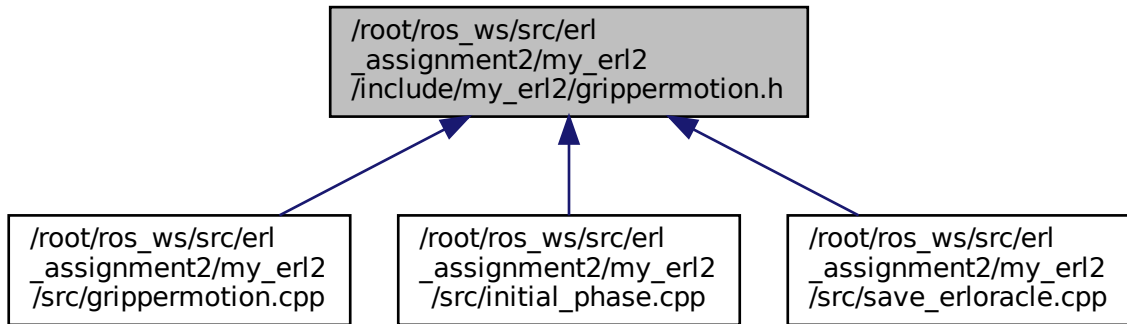 /root/ros_ws/src/erl
_assignment2/my_erl2
/include/my_erl2/grippermotion.h
/root/ros_ws/src/erl
_assignment2/my_erl2
/src/grippermotion.cpp
/root/ros_ws/src/erl
_assignment2/my_erl2
/src/initial_phase.cpp
/root/ros_ws/src/erl
_assignment2/my_erl2
/src/save_erloracle.cpp